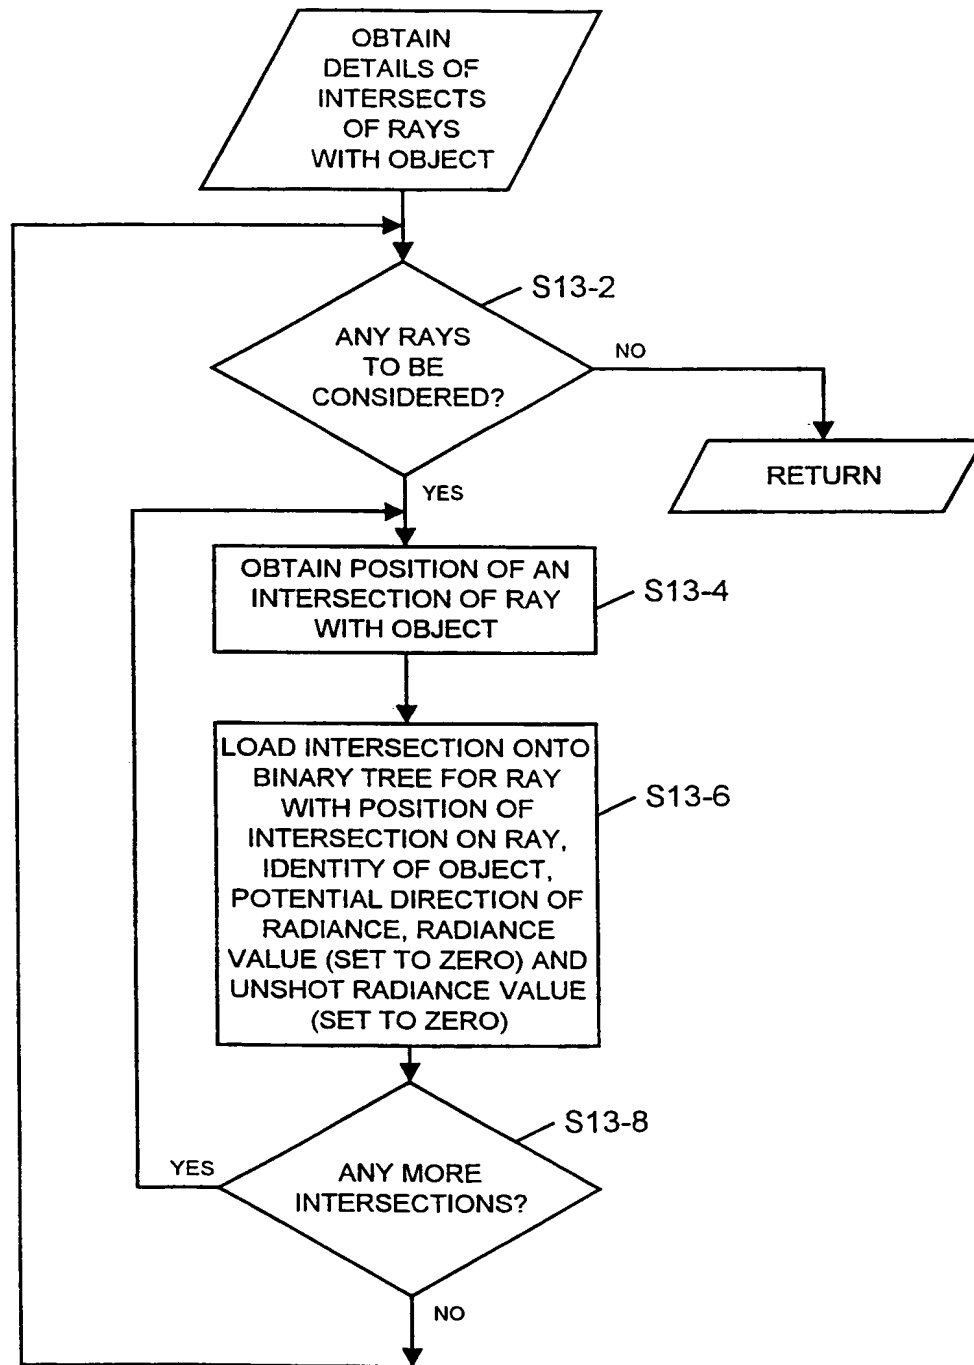 OBTAIN
DETAILS OF
INTERSECTS
OF RAYS
WITH OBJECT
S13-2
ANY RAYS
TO BE
CONSIDERED?
NO
RETURN
YES
OBTAIN POSITION OF AN
INTERSECTION OF RAY
WITH OBJECT
S13-4
LOAD INTERSECTION ONTO
BINARY TREE FOR RAY
WITH POSITION OF
INTERSECTION ON RAY,
IDENTITY OF OBJECT,
POTENTIAL DIRECTION OF
RADIANCE, RADIANCE
VALUE (SET TO ZERO) AND
UNSHOT RADIANCE VALUE
(SET TO ZERO)
S13-6
S13-8
YES
ANY MORE
INTERSECTIONS?
NO